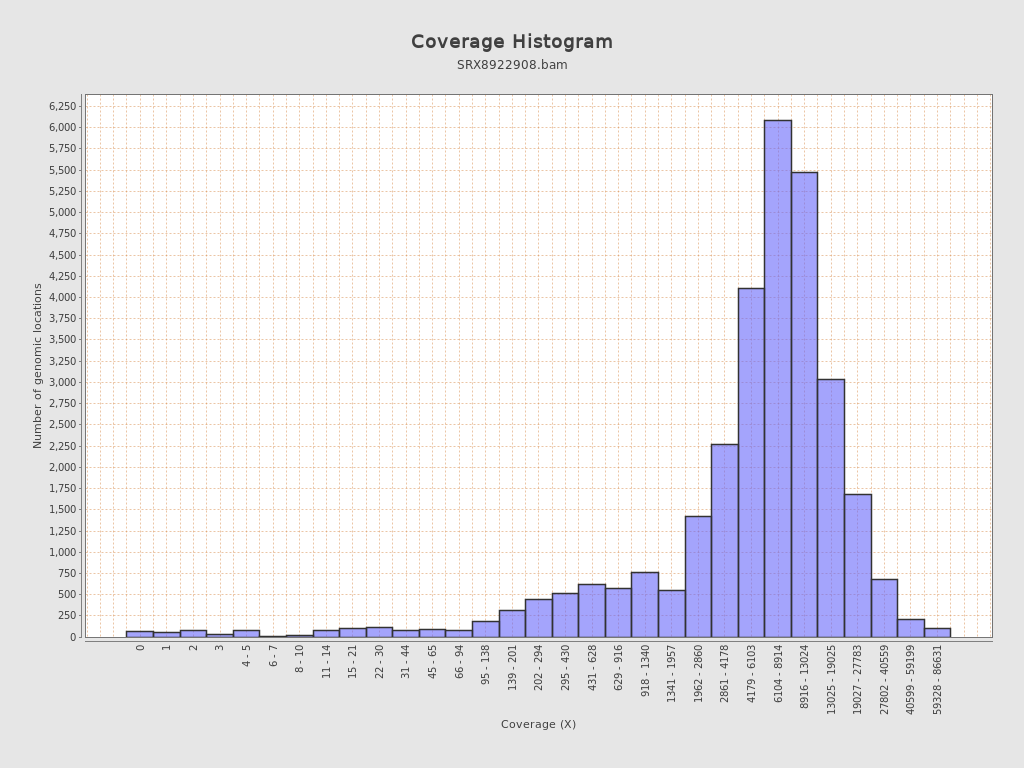 Coverage Histogram
SRX8922908.bam
Number of genomic locations
6,250
6,000
5,750
5,500
5,250
5,000
4,750
4,500
4,250
4,000
3,750
3,500
3,250
3,000
2,750
2,500
2,250
2,000
1,750
1,500
1,250
1,000
750
500
250
0
0
1
2
3
4 - 5
6 - 7
8 - 10
11 - 14
15 - 21
22 - 30
31 - 44
45 - 65
66 - 94
95 - 138
139 - 201
202 - 294
295 - 430
431 - 628
629 - 916
918 - 1340
1341 - 1957
1962 - 2860
2861 - 4178
4179 - 6103
6104 - 8914
8916 - 13024
13025 - 19025
19027 - 27783
27802 - 40559
40599 - 59199
59328 - 86631
Coverage (X)